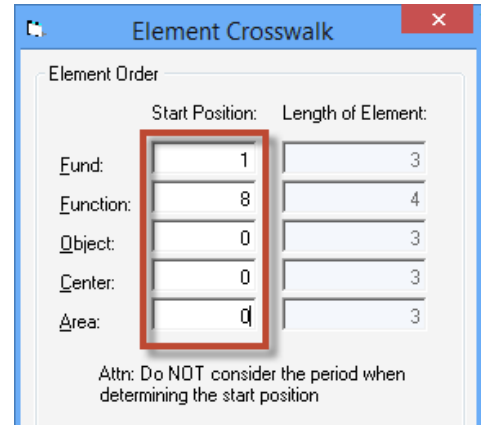 Element Crosswalk
Element Order
Start Position: Length of Element:
Fund: 1 3
Function: 8 4
Object: 0 3
Center: 0 3
Area: 0 3
Attn: Do NOT consider the period when
determining the start position